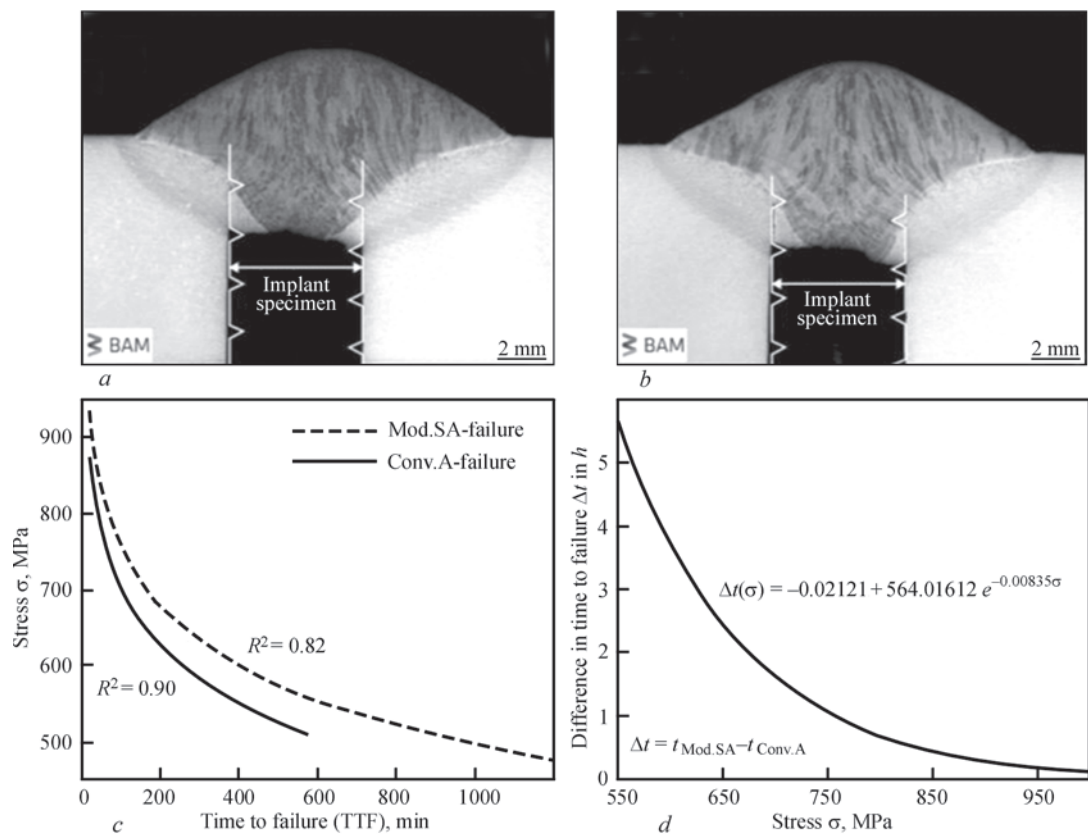 Implant
specimen
BAM
2 mm
a
Implant
specimen
BAM
2 mm
b
900
800
700
600
500
Stress σ, MPa
Mod.SA-failure
Conv.A-failure
R² = 0.82
R² = 0.90
0 200 400 600 800 1000
Time to failure (TTF), min
c
5
4
3
2
1
0
Difference in time to failure Δt in h
Δt(σ) = –0.02121 + 564.01612 e^–0.00835σ
Δt = t Mod.SA – t Conv.A
550 650 750 850 950
Stress σ, MPa
d